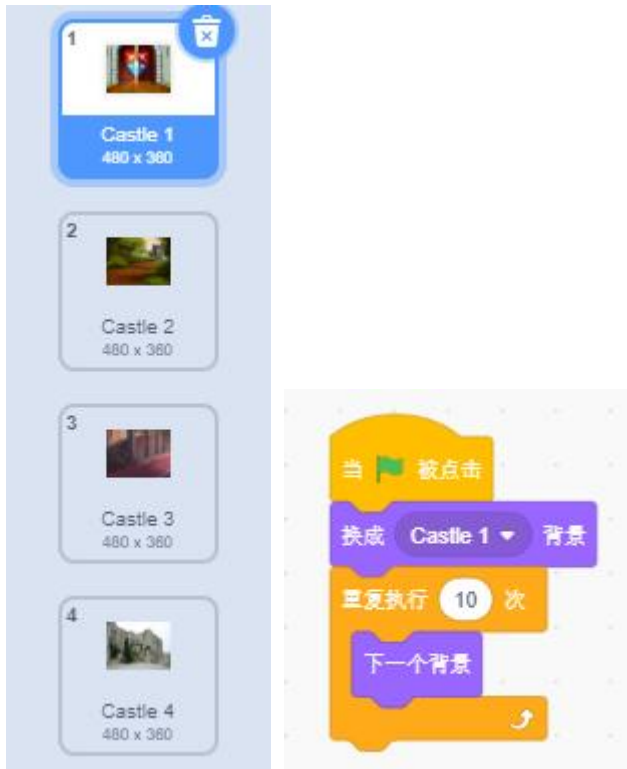 1
Castle 1
480 x 360
2
Castle 2
480 x 360
3
Castle 3
480 x 360
4
Castle 4
480 x 360
当 被点击
换成 Castle 1 背景
重复执行 10 次
下一个背景